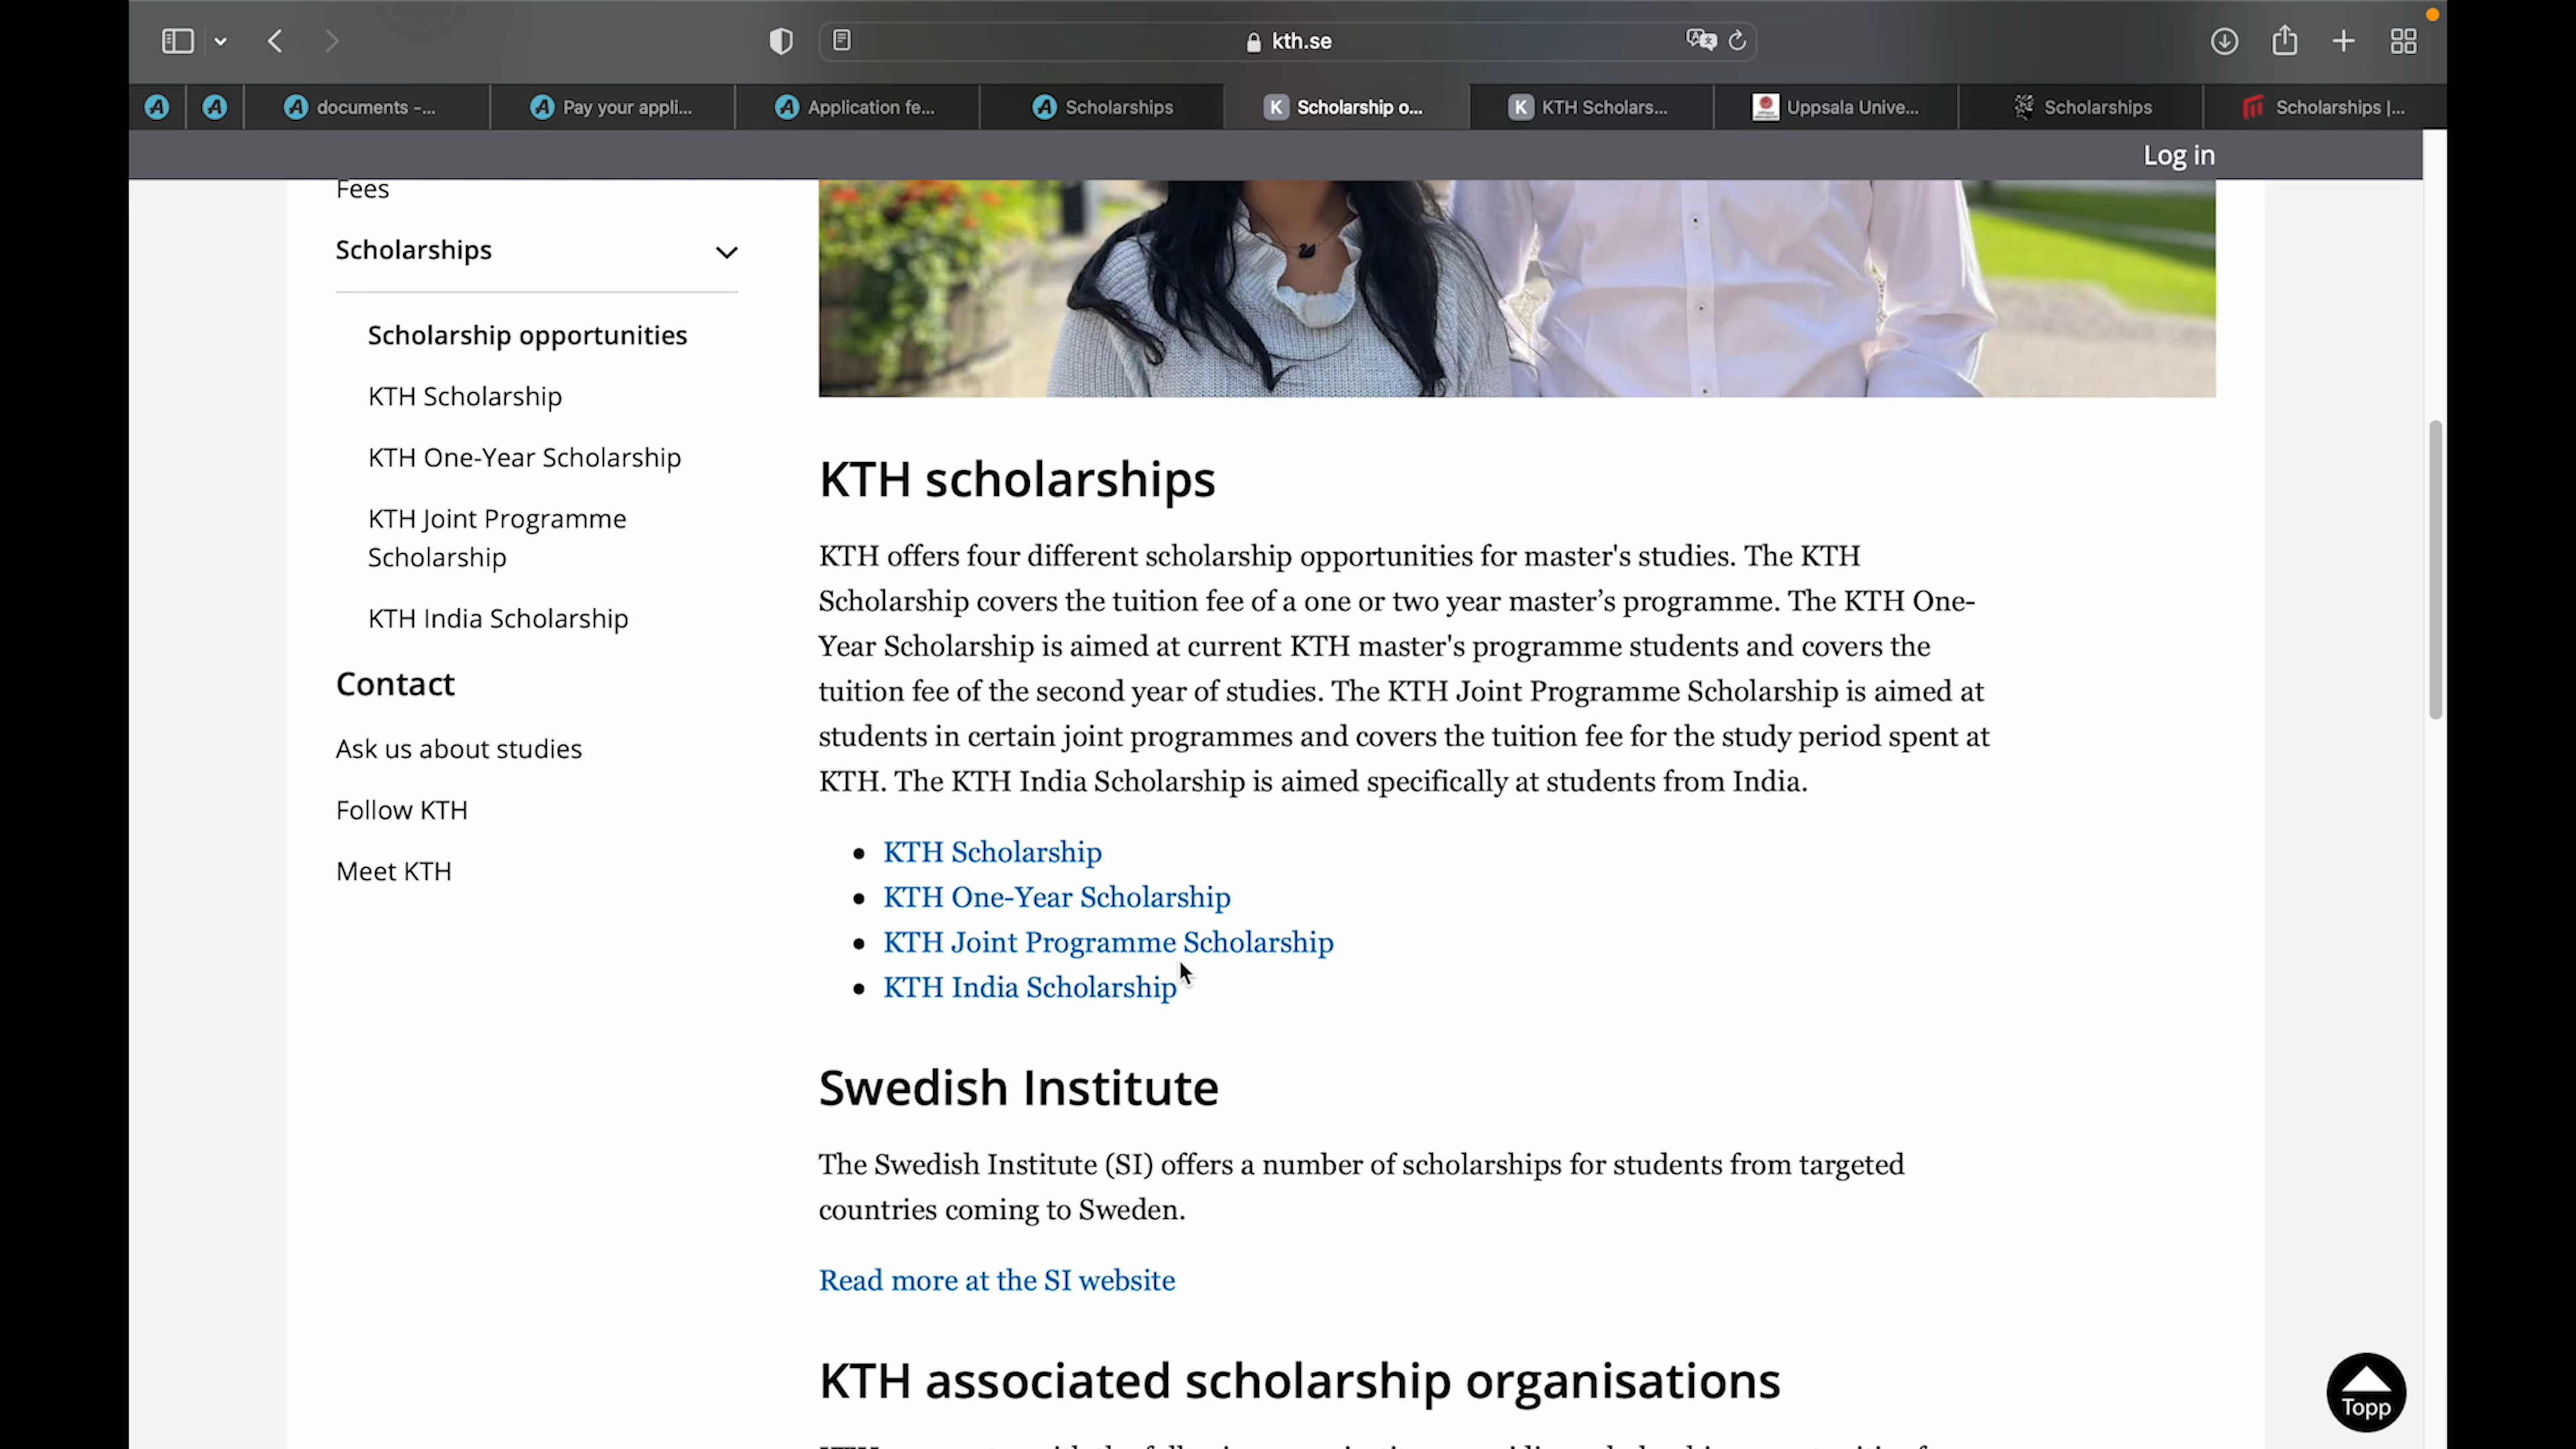 kth.se
documents -...
Pay your appli...
Application fe...
Scholarships
K Scholarship o...
K KTH Scholars...
Uppsala Unive...
Scholarships
Scholarships |...
Log in
Fees
Scholarships
Scholarship opportunities
KTH Scholarship
KTH One-Year Scholarship
KTH Joint Programme
Scholarship
KTH India Scholarship
Contact
Ask us about studies
Follow KTH
Meet KTH
KTH scholarships
KTH offers four different scholarship opportunities for master's studies. The KTH
Scholarship covers the tuition fee of a one or two year master’s programme. The KTH One-
Year Scholarship is aimed at current KTH master's programme students and covers the
tuition fee of the second year of studies. The KTH Joint Programme Scholarship is aimed at
students in certain joint programmes and covers the tuition fee for the study period spent at
KTH. The KTH India Scholarship is aimed specifically at students from India.
• KTH Scholarship
• KTH One-Year Scholarship
• KTH Joint Programme Scholarship
• KTH India Scholarship
Swedish Institute
The Swedish Institute (SI) offers a number of scholarships for students from targeted
countries coming to Sweden.
Read more at the SI website
KTH associated scholarship organisations
Topp